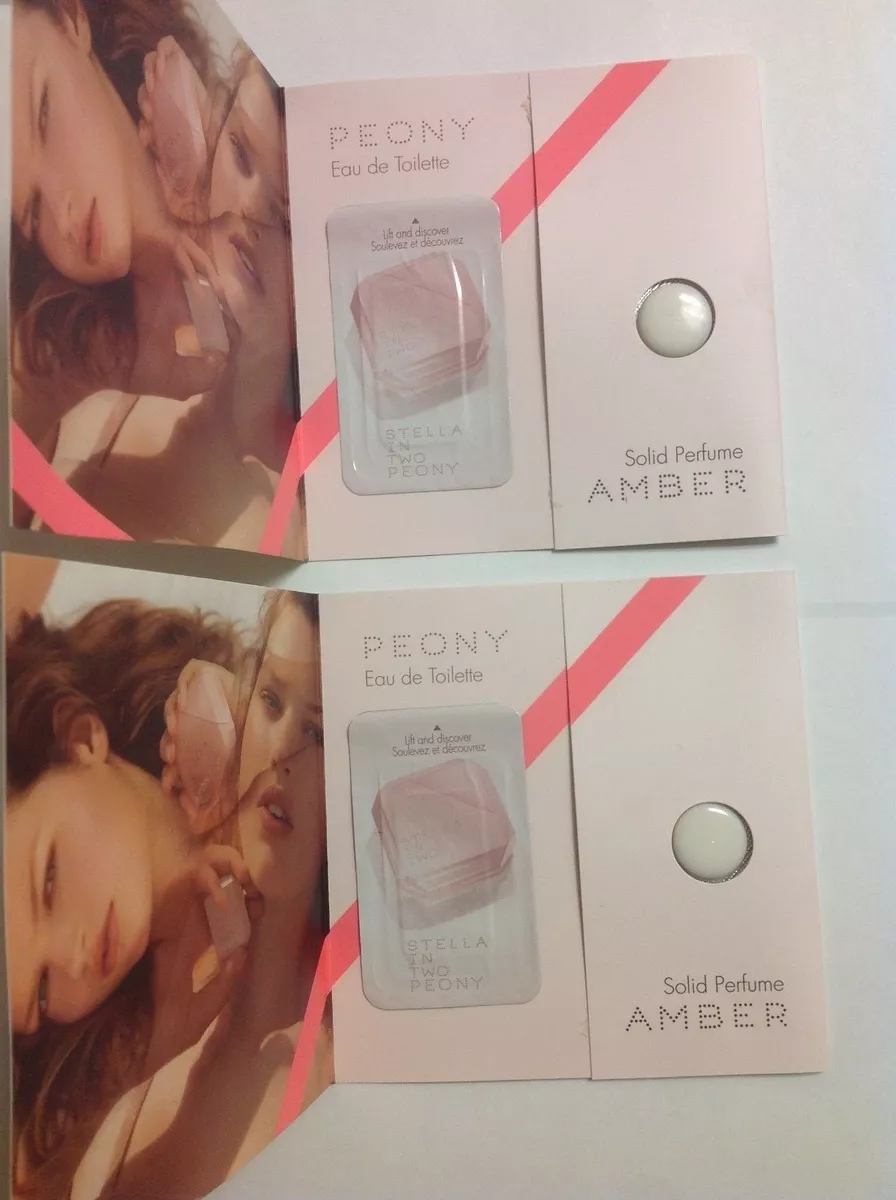 PEONY
Eau de Toilette
Lift and discover
Soulevez et découvrez
STELLA
IN
TWO
PEONY
Solid Perfume
AMBER
PEONY
Eau de Toilette
Lift and discover
Soulevez et découvrez
STELLA
IN
TWO
PEONY
Solid Perfume
AMBER